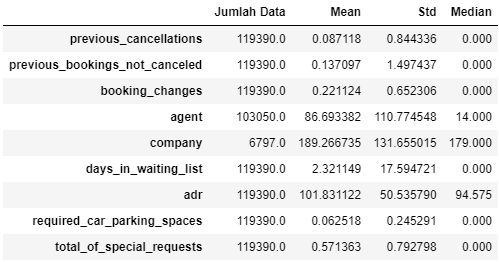 Jumlah Data Mean Std Median
previous_cancellations 119390.0 0.087118 0.844336 0.000
previous_bookings_not_canceled 119390.0 0.137097 1.497437 0.000
booking_changes 119390.0 0.221124 0.652306 0.000
agent 103050.0 86.693382 110.774548 14.000
company 6797.0 189.266735 131.655015 179.000
days_in_waiting_list 119390.0 2.321149 17.594721 0.000
adr 119390.0 101.831122 50.535790 94.575
required_car_parking_spaces 119390.0 0.062518 0.245291 0.000
total_of_special_requests 119390.0 0.571363 0.792798 0.000